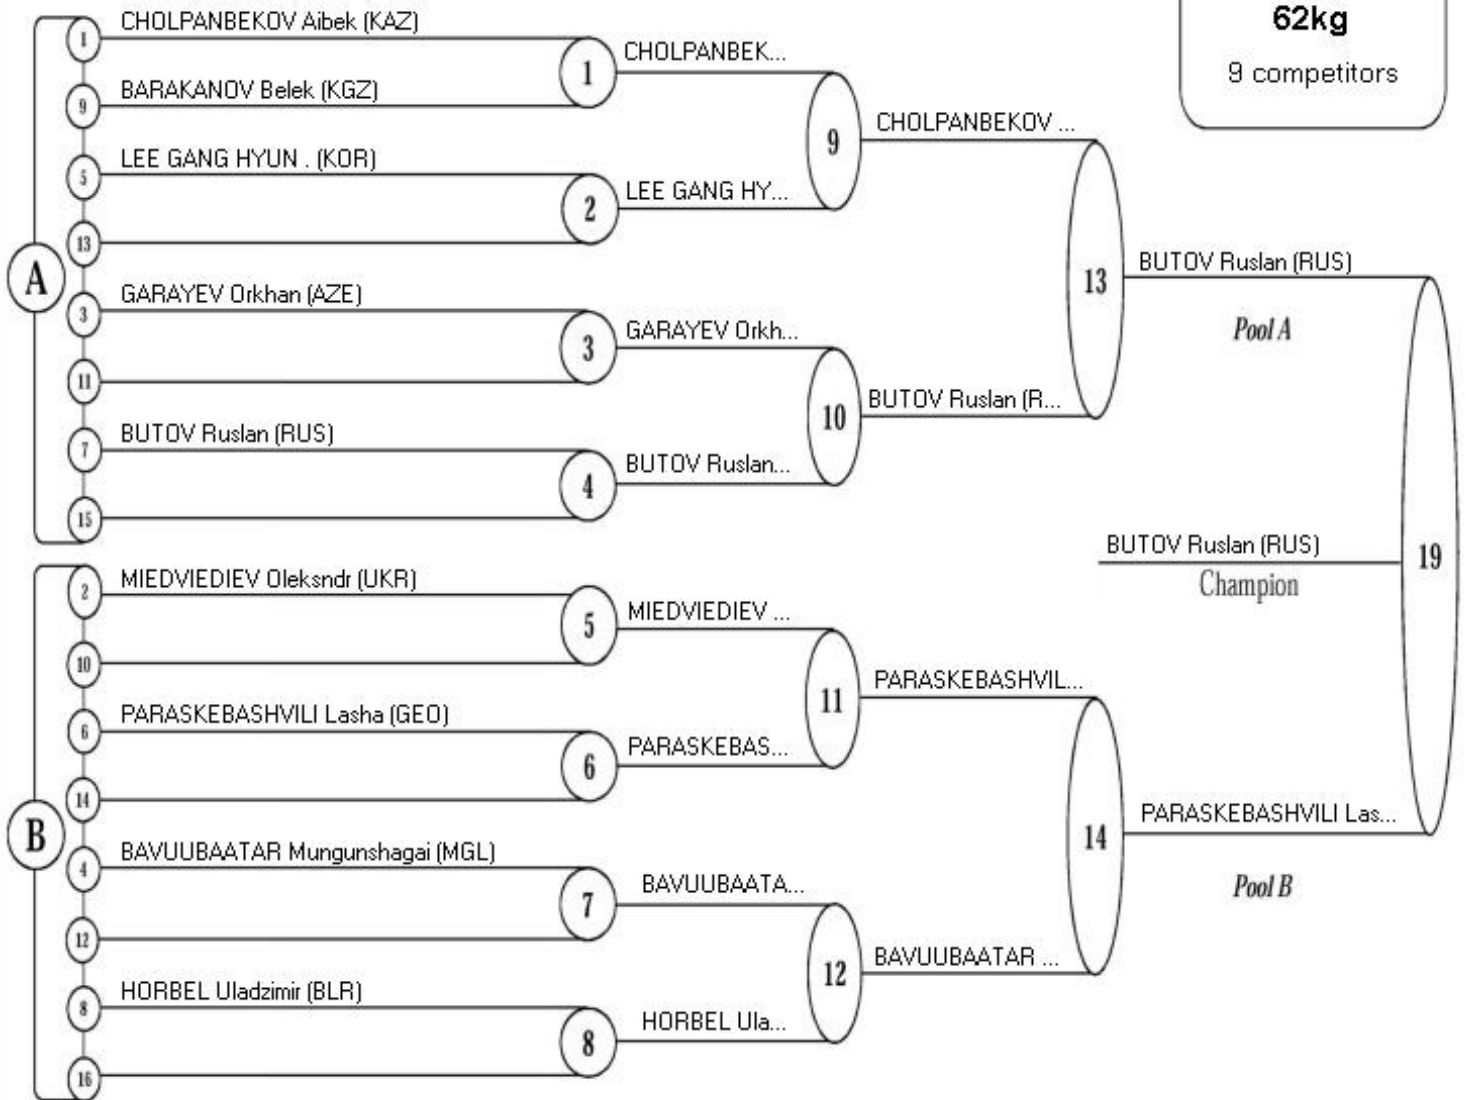 62kg
9 competitors
A
1
CHOLPANBEKOV Aibek (KAZ)
9
BARAKANOV Belek (KGZ)
5
LEE GANG HYUN . (KOR)
13
3
GARAYEV Orkhan (AZE)
11
7
BUTOV Ruslan (RUS)
15
1
CHOLPANBEK...
2
LEE GANG HY...
3
GARAYEV Orkh...
4
BUTOV Ruslan...
9
CHOLPANBEKOV ...
10
BUTOV Ruslan (R...
13
BUTOV Ruslan (RUS)
Pool A
B
2
MIEDVIEDIEV Oleksndr (UKR)
10
6
PARASKEBASHVILI Lasha (GEO)
14
4
BAVUUBAATAR Mungunshagai (MGL)
12
8
HORBEL Uladzimir (BLR)
16
5
MIEDVIEDIEV ...
6
PARASKEBAS...
7
BAVUUBAATA...
8
HORBEL Ula...
11
PARASKEBASHVIL...
12
BAVUUBAATAR ...
14
PARASKEBASHVILI Las...
Pool B
19
BUTOV Ruslan (RUS)
Champion